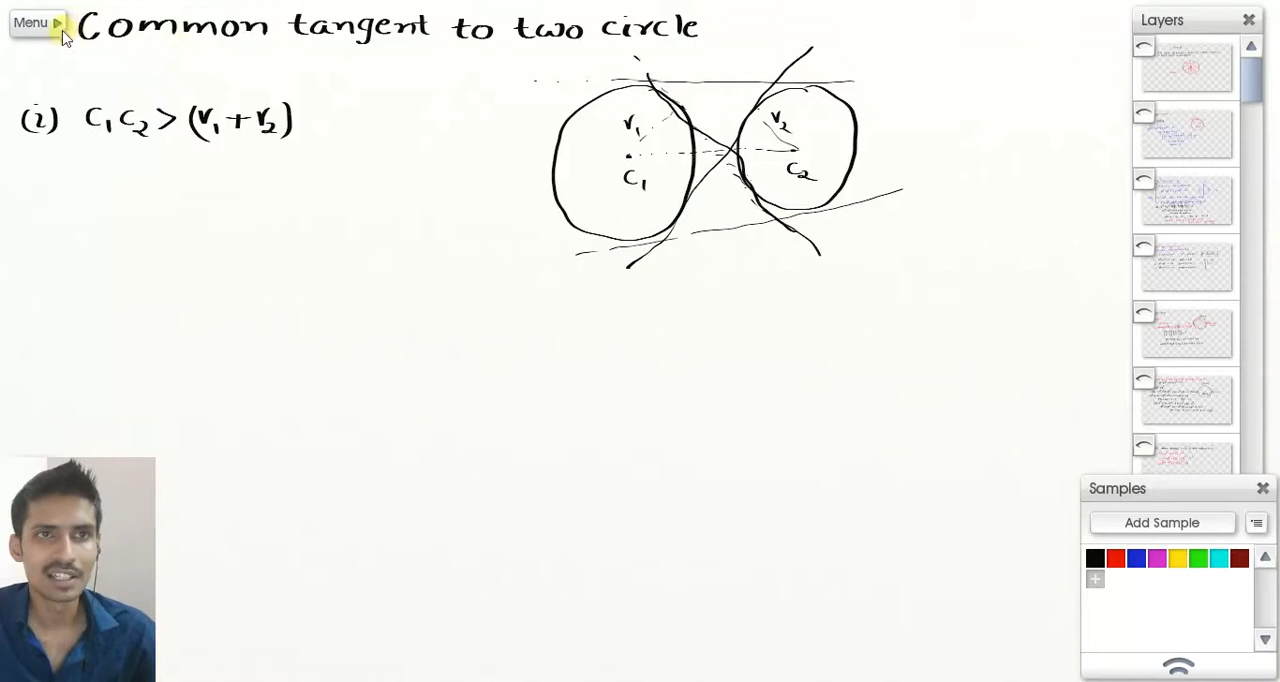 Menu
Common tangent to two circle
(i) C₁C₂ > (r₁+r₂)
r₁
r₂
C₁
C₂
Layers
Samples
Add Sample
+